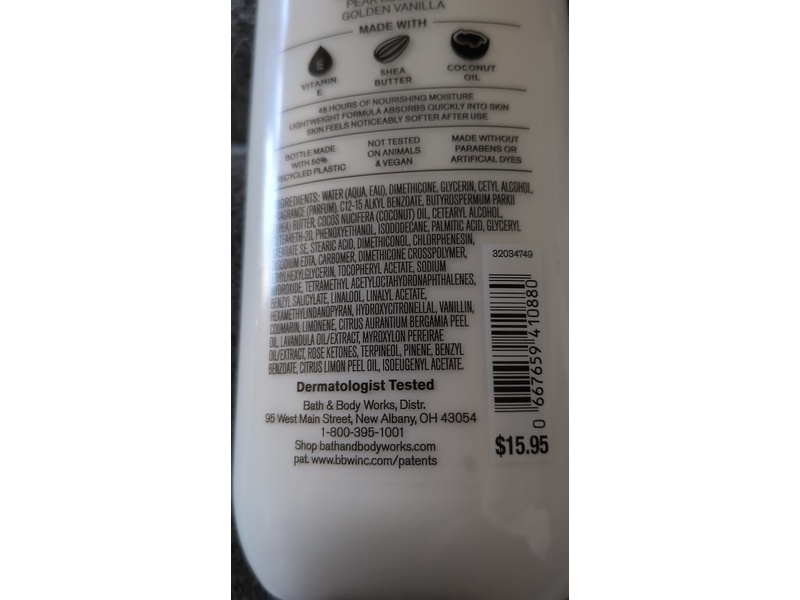 GOLDEN VANILLA
MADE WITH
E
VITAMIN
E
SHEA
BUTTER
COCONUT
OIL
48 HOURS OF NOURISHING MOISTURE
LIGHTWEIGHT FORMULA ABSORBS QUICKLY INTO SKIN
SKIN FEELS NOTICEABLY SOFTER AFTER USE
BOTTLE MADE
WITH 50%
RECYCLED PLASTIC
NOT TESTED
ON ANIMALS
& VEGAN
MADE WITHOUT
PARABENS OR
ARTIFICIAL DYES
INGREDIENTS: WATER (AQUA, EAU), DIMETHICONE, GLYCERIN, CETYL ALCOHOL,
FRAGRANCE (PARFUM), C12-15 ALKYL BENZOATE, BUTYROSPERMUM PARKII
(SHEA) BUTTER, COCOS NUCIFERA (COCONUT) OIL, CETEARYL ALCOHOL,
CETEARETH-20, PHENOXYETHANOL, ISODODECANE, PALMITIC ACID, GLYCERYL
STEARATE SE, STEARIC ACID, DIMETHICONOL, CHLORPHENESIN,
DISODIUM EDTA, CARBOMER, DIMETHICONE CROSSPOLYMER,
ETHYLHEXYLGLYCERIN, TOCOPHERYL ACETATE, SODIUM
HYDROXIDE, TETRAMETHYL ACETYLOCTAHYDRONAPHTHALENES,
BENZYL SALICYLATE, LINALOOL, LINALYL ACETATE,
HEXAMETHYLINDANOPYRAN, HYDROXYCITRONELLAL, VANILLIN,
COUMARIN, LIMONENE, CITRUS AURANTIUM BERGAMIA PEEL
OIL, LAVANDULA OIL/EXTRACT, MYROXYLON PEREIRAE
OIL/EXTRACT, ROSE KETONES, TERPINEOL, PINENE, BENZYL
BENZOATE, CITRUS LIMON PEEL OIL, ISOEUGENYL ACETATE.
Dermatologist Tested
Bath & Body Works, Distr.
95 West Main Street, New Albany, OH 43054
1-800-395-1001
Shop bathandbodyworks.com
pat. www.bbwinc.com/patents
32034749
0 667659 410880
$15.95